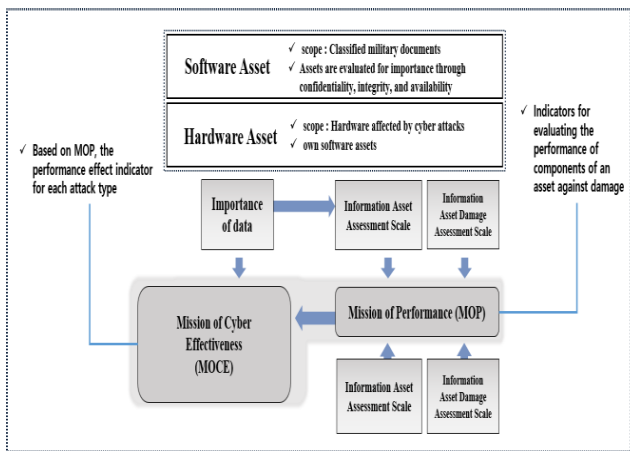 Software Asset
✓ scope : Classified military documents
✓ Assets are evaluated for importance through
confidentiality, integrity, and availability
Hardware Asset
✓ scope : Hardware affected by cyber attacks
✓ own software assets
✓ Based on MOP, the
performance effect indicator
for each attack type
✓ Indicators for
evaluating the
performance of
components of an
asset against damage
Importance
of data
Information Asset
Assessment Scale
Information
Asset Damage
Assessment Scale
Mission of Cyber
Effectiveness
(MOCE)
Mission of Performance (MOP)
Information Asset
Assessment Scale
Information
Asset Damage
Assessment Scale